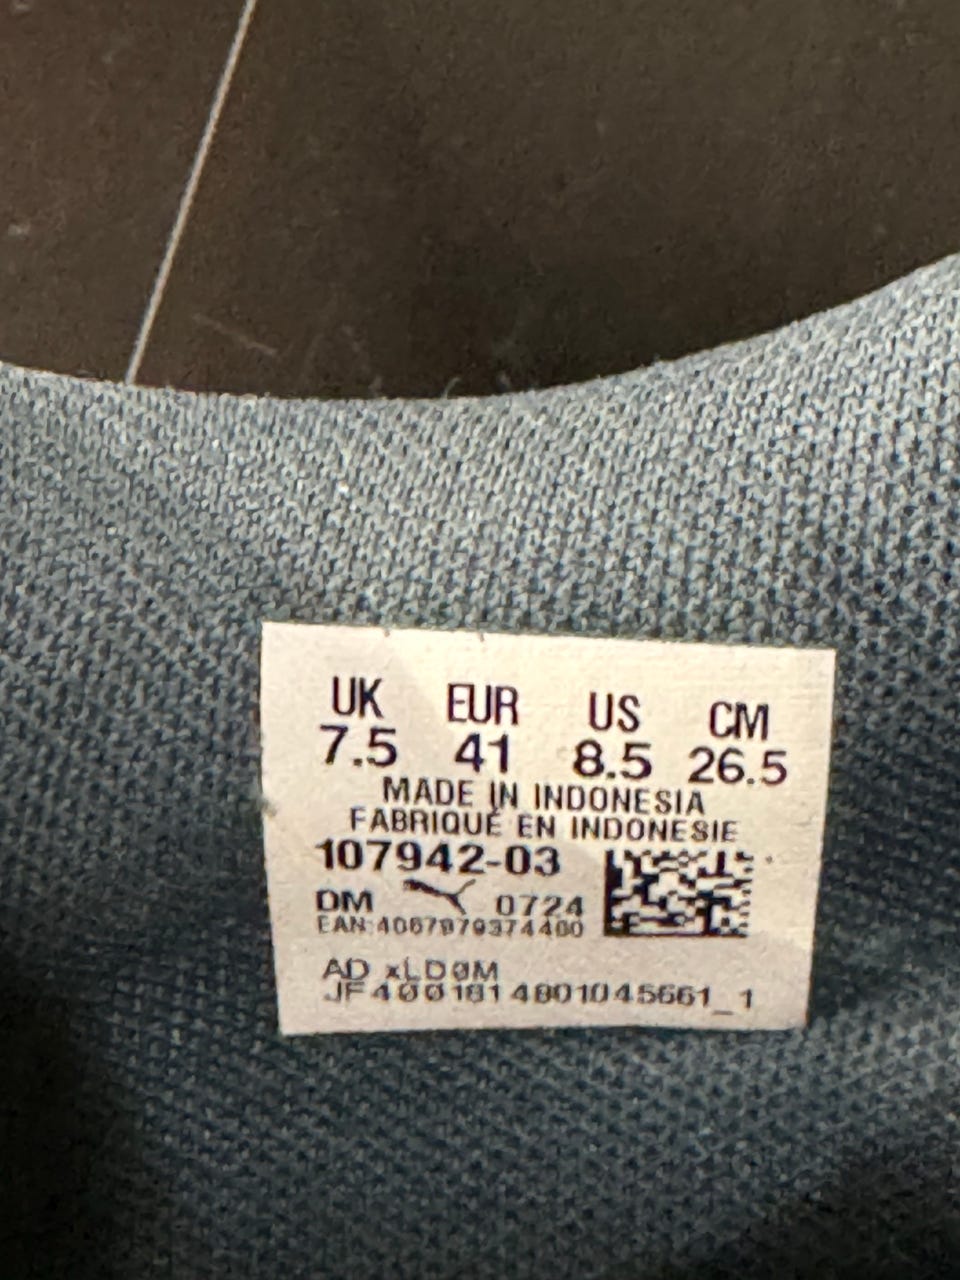 UK EUR US CM
7.5 41 8.5 26.5
MADE IN INDONESIA
FABRIQUÉ EN INDONESIE
107942-03
DM 0724
EAN:4067979374400
AD xLD0M
JF4001814801045661_1